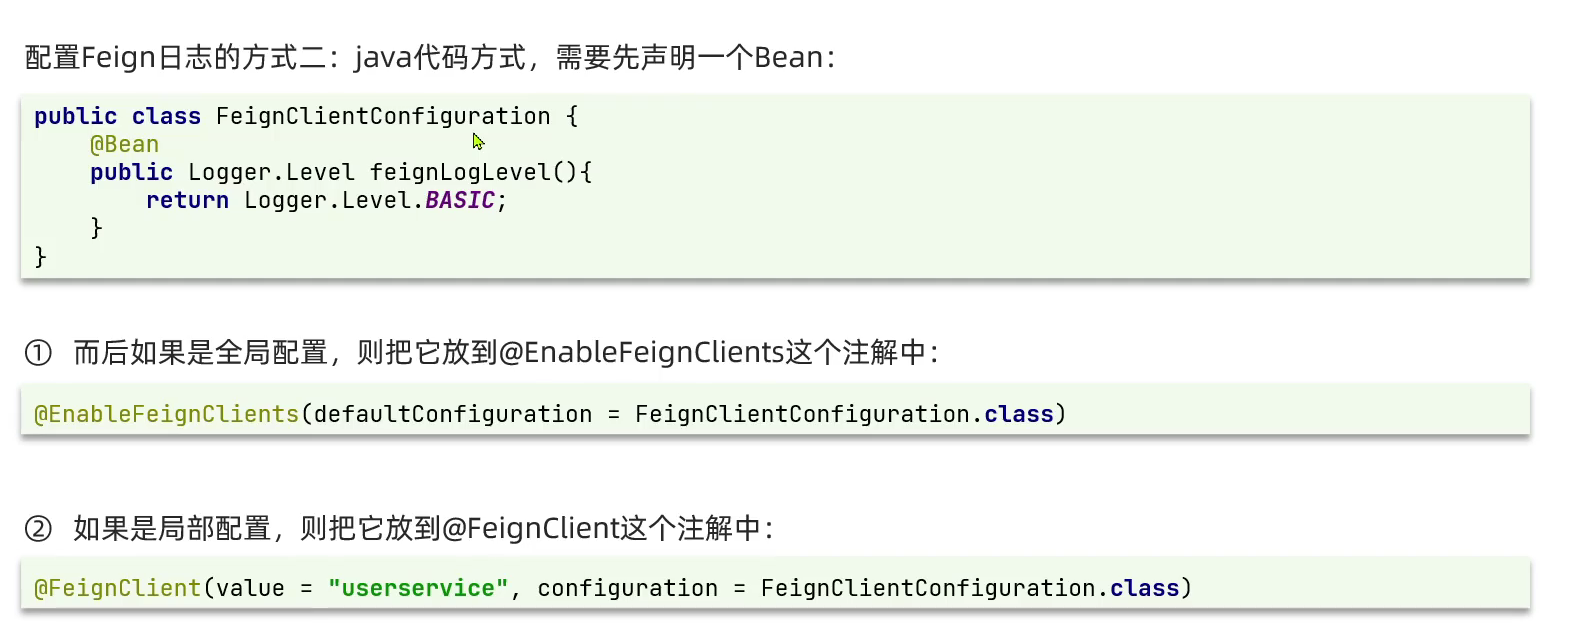 配置Feign日志的方式二：java代码方式，需要先声明一个Bean：
public class FeignClientConfiguration {
    @Bean
    public Logger.Level feignLogLevel(){
        return Logger.Level.BASIC;
    }
}
① 而后如果是全局配置，则把它放到@EnableFeignClients这个注解中：
@EnableFeignClients(defaultConfiguration = FeignClientConfiguration.class)
② 如果是局部配置，则把它放到@FeignClient这个注解中：
@FeignClient(value = "userservice", configuration = FeignClientConfiguration.class)